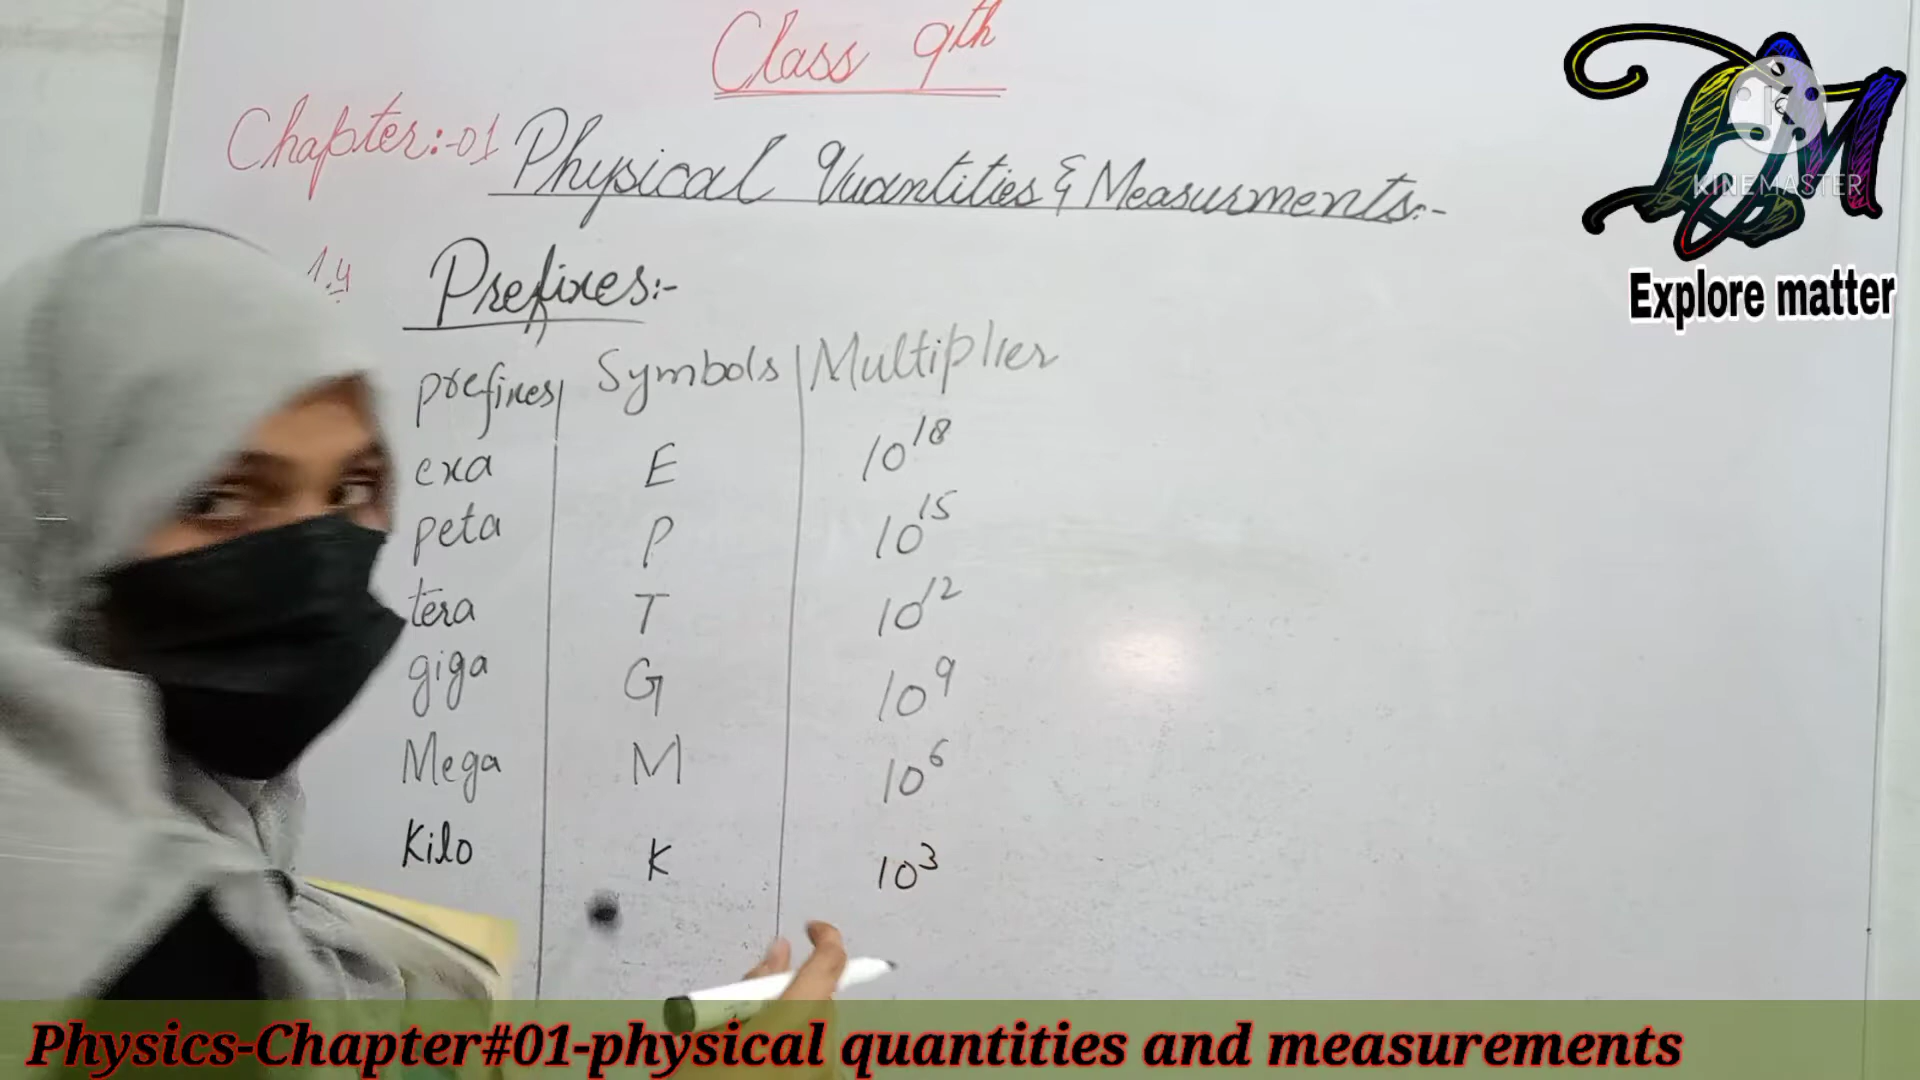 Class 9th
Chapter:-01 Physical Quantities & Measurments:-
1.4 Prefixes:-
prefixes Symbols Multiplier
exa E 10^18
peta P 10^15
tera T 10^12
giga G 10^9
Mega M 10^6
Kilo K 10^3
KINEMASTER
Explore matter
Physics-Chapter#01-physical quantities and measurements